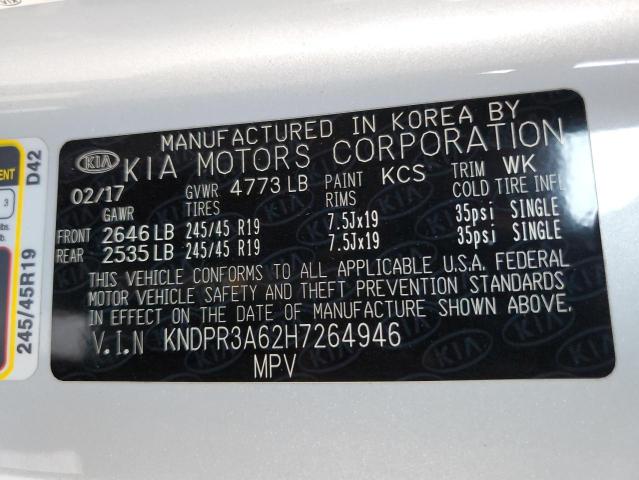 MANUFACTURED IN KOREA BY
KIA KIA MOTORS CORPORATION
02/17 GVWR 4773 LB PAINT KCS TRIM WK
GAWR TIRES RIMS COLD TIRE INFL
FRONT 2646 LB 245/45 R19 7.5Jx19 35psi SINGLE
REAR 2535 LB 245/45 R19 7.5Jx19 35psi SINGLE
THIS VEHICLE CONFORMS TO ALL APPLICABLE U.S.A. FEDERAL
MOTOR VEHICLE SAFETY AND THEFT PREVENTION STANDARDS
IN EFFECT ON THE DATE OF MANUFACTURE SHOWN ABOVE.
V.I.N KNDPR3A62H7264946
MPV
D42
3
245/45R19